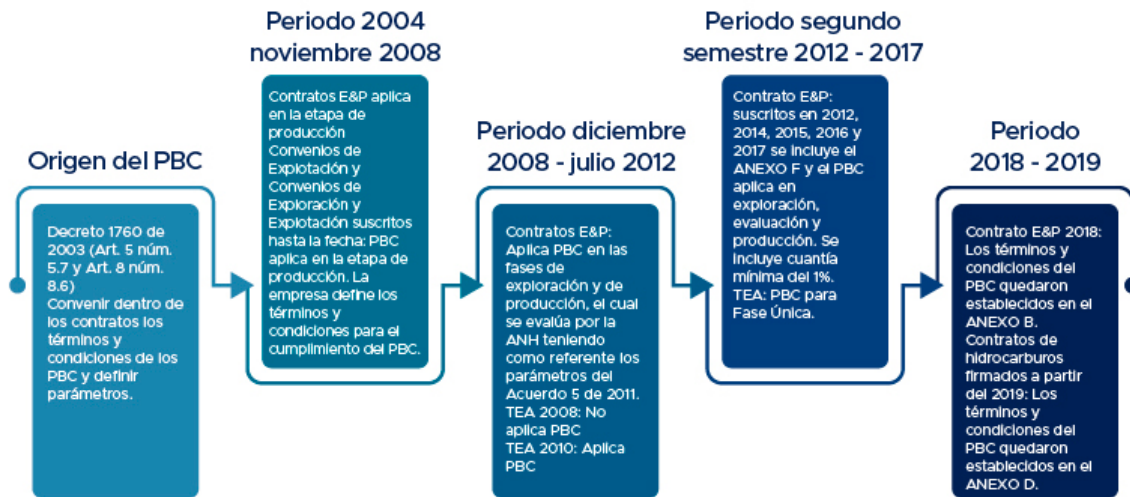 Origen del PBC
Decreto 1760 de
2003 (Art. 5 núm.
5.7 y Art. 8 núm.
8.6)
Convenir dentro de
los contratos los
términos y
condiciones de los
PBC y definir
parámetros.
Periodo 2004
noviembre 2008
Contratos E&P aplica
en la etapa de
producción
Convenios de
Explotación y
Convenios de
Exploración y
Explotación suscritos
hasta la fecha: PBC
aplica en la etapa de
producción. La
empresa define los
términos y
condiciones para el
cumplimiento del PBC.
Periodo diciembre
2008 - julio 2012
Contratos E&P:
Aplica PBC en las
fases de
exploración y de
producción, el cual
se evalúa por la
ANH teniendo
como referente los
parámetros del
Acuerdo 5 de 2011.
TEA 2008: No
aplica PBC
TEA 2010: Aplica
PBC
Periodo segundo
semestre 2012 - 2017
Contrato E&P:
suscritos en 2012,
2014, 2015, 2016 y
2017 se incluye el
ANEXO F y el PBC
aplica en
exploración,
evaluación y
producción. Se
incluye cuantía
mínima del 1%.
TEA: PBC para
Fase Única.
Periodo
2018 - 2019
Contrato E&P 2018:
Los términos y
condiciones del
PBC quedaron
establecidos en el
ANEXO B.
Contratos de
hidrocarburos
firmados a partir
del 2019: Los
términos y
condiciones del
PBC quedaron
establecidos en el
ANEXO D.